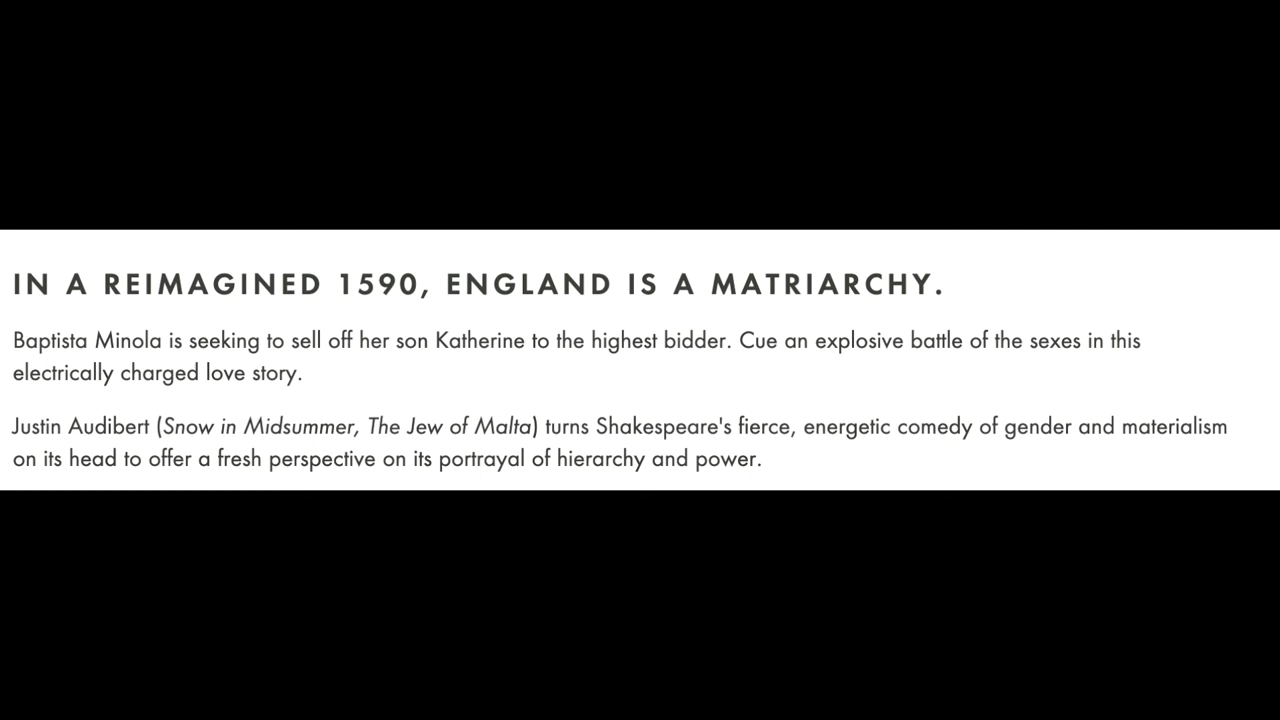 IN A REIMAGINED 1590, ENGLAND IS A MATRIARCHY.
Baptista Minola is seeking to sell off her son Katherine to the highest bidder. Cue an explosive battle of the sexes in this
electrically charged love story.
Justin Audibert (Snow in Midsummer, The Jew of Malta) turns Shakespeare's fierce, energetic comedy of gender and materialism
on its head to offer a fresh perspective on its portrayal of hierarchy and power.